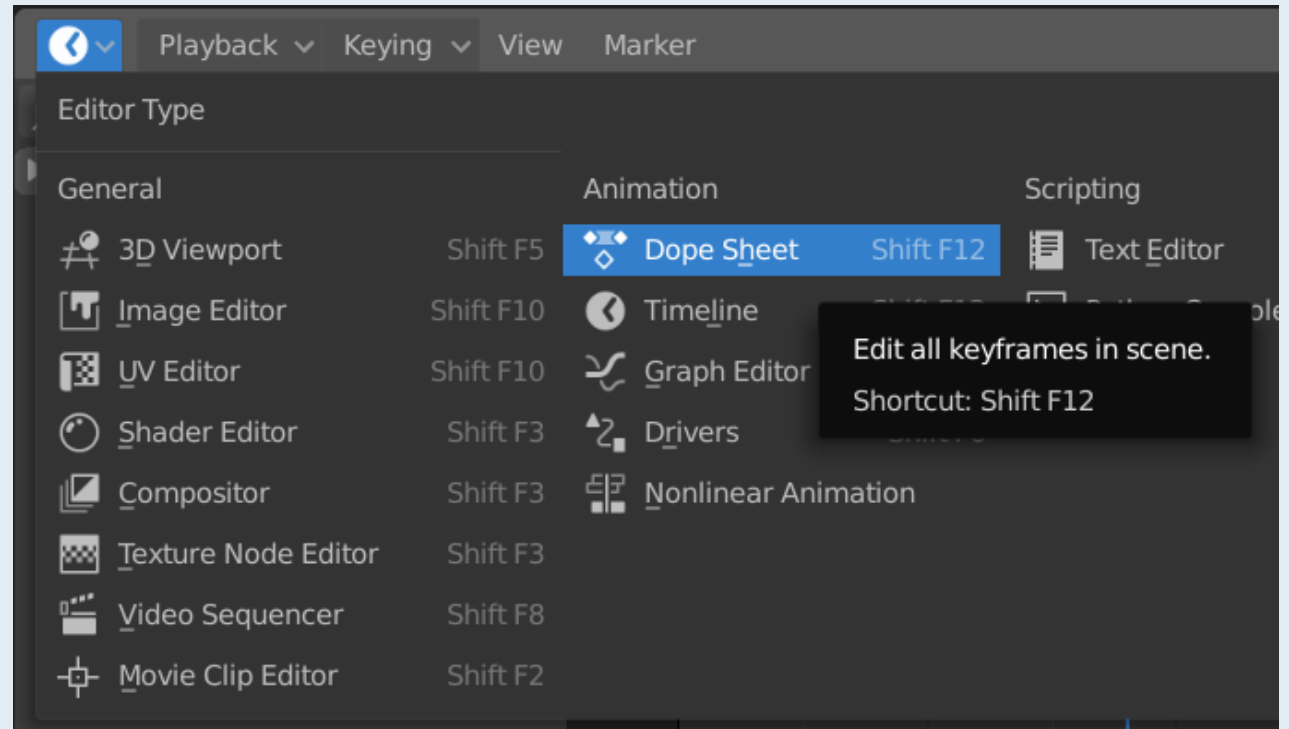 Playback Keying View Marker
Editor Type
General
3D Viewport Shift F5
Image Editor Shift F10
UV Editor Shift F10
Shader Editor Shift F3
Compositor Shift F3
Texture Node Editor Shift F3
Video Sequencer Shift F8
Movie Clip Editor Shift F2
Animation
Dope Sheet Shift F12
Timeline
Graph Editor
Drivers
Nonlinear Animation
Scripting
Text Editor
Edit all keyframes in scene.
Shortcut: Shift F12